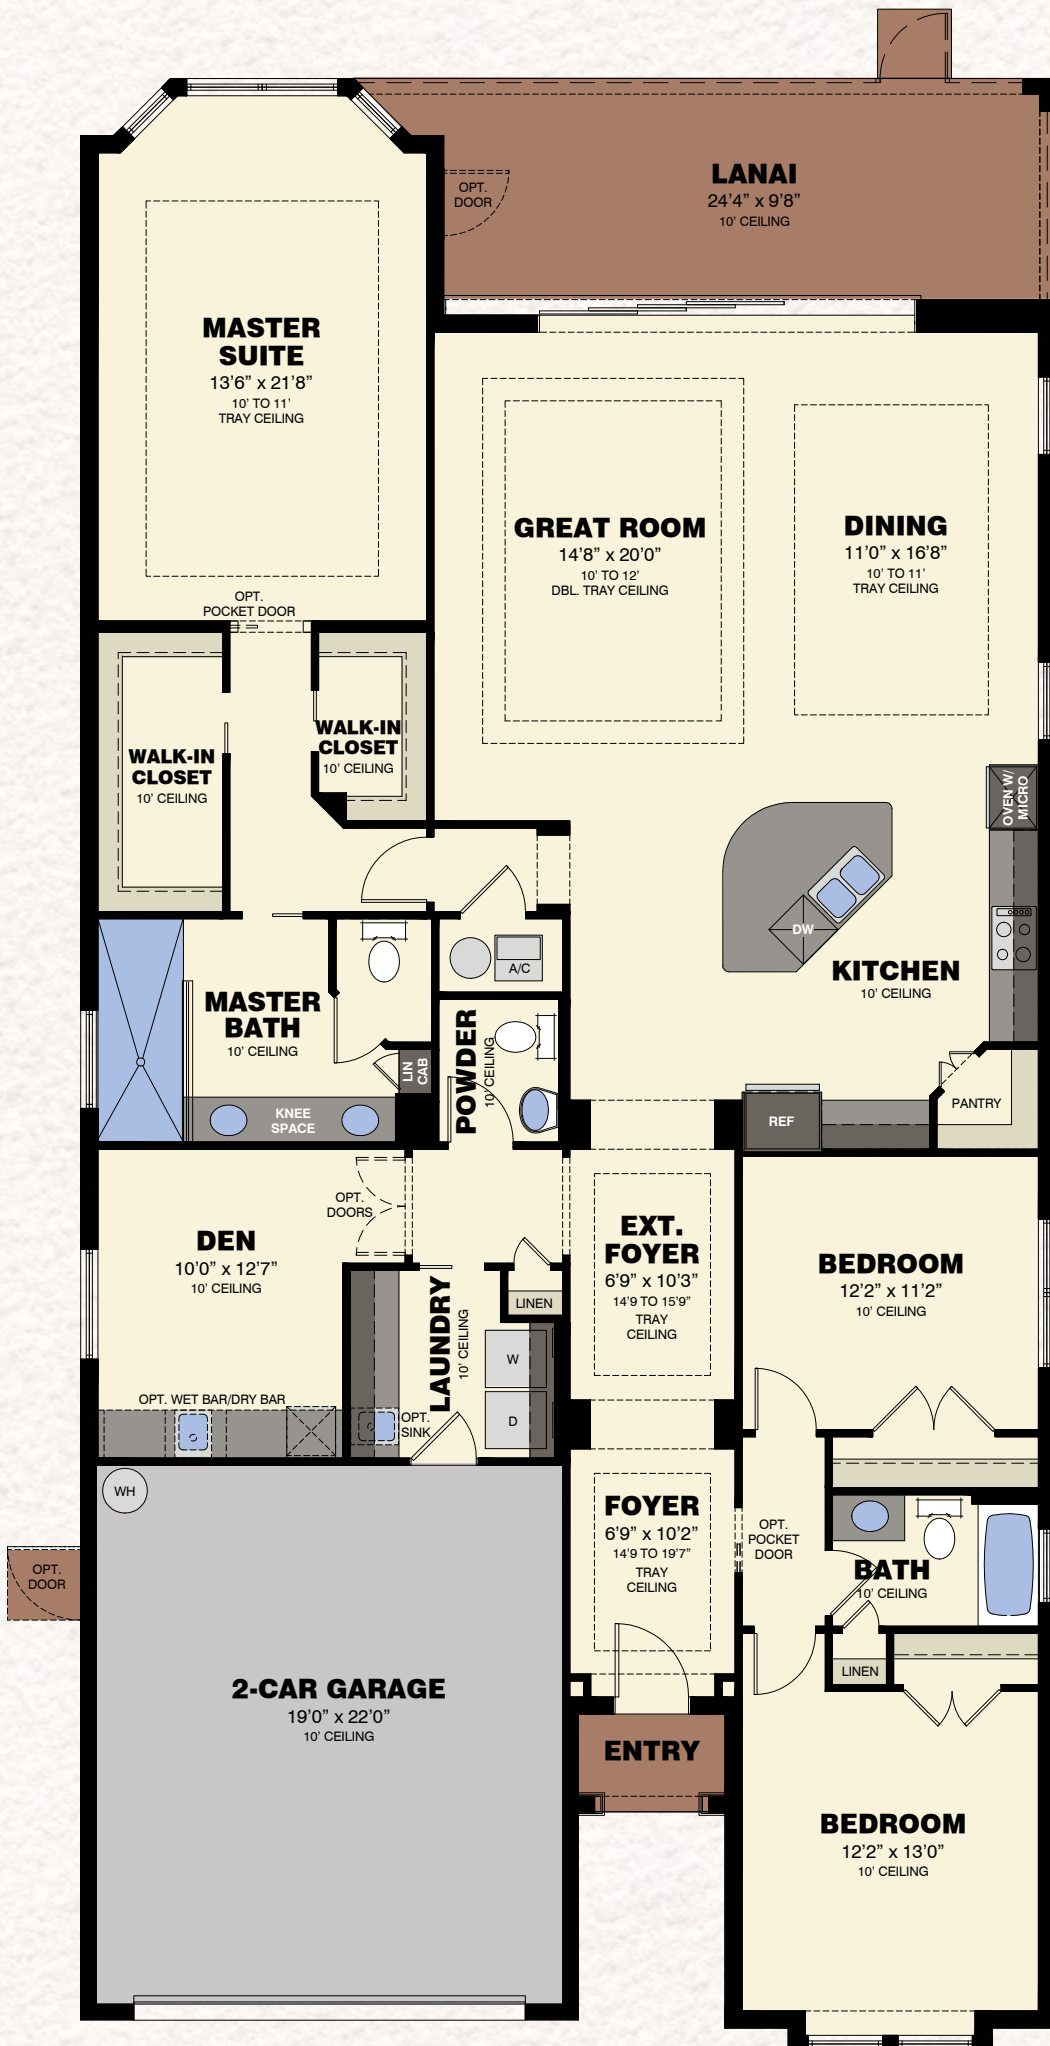 LANAI
24'4" x 9'8"
10' CEILING
OPT.
DOOR
MASTER
SUITE
13'6" x 21'8"
10' TO 11'
TRAY CEILING
GREAT ROOM
14'8" x 20'0"
10' TO 12'
DBL. TRAY CEILING
DINING
11'0" x 16'8"
10' TO 11'
TRAY CEILING
OPT.
POCKET DOOR
WALK-IN
CLOSET
10' CEILING
WALK-IN
CLOSET
10' CEILING
OVEN W/
MICRO
DW
KITCHEN
10' CEILING
A/C
MASTER
BATH
10' CEILING
LIN
CAB
POWDER
10' CEILING
KNEE
SPACE
REF
PANTRY
OPT.
DOORS
DEN
10'0" x 12'7"
10' CEILING
EXT.
FOYER
6'9" x 10'3"
14'9 TO 15'9"
TRAY
CEILING
BEDROOM
12'2" x 11'2"
10' CEILING
LINEN
LAUNDRY
10' CEILING
W
D
OPT. WET BAR/DRY BAR
OPT.
SINK
WH
FOYER
6'9" x 10'2"
14'9 TO 19'7"
TRAY
CEILING
OPT.
POCKET
DOOR
BATH
10' CEILING
OPT.
DOOR
LINEN
2-CAR GARAGE
19'0" x 22'0"
10' CEILING
ENTRY
BEDROOM
12'2" x 13'0"
10' CEILING